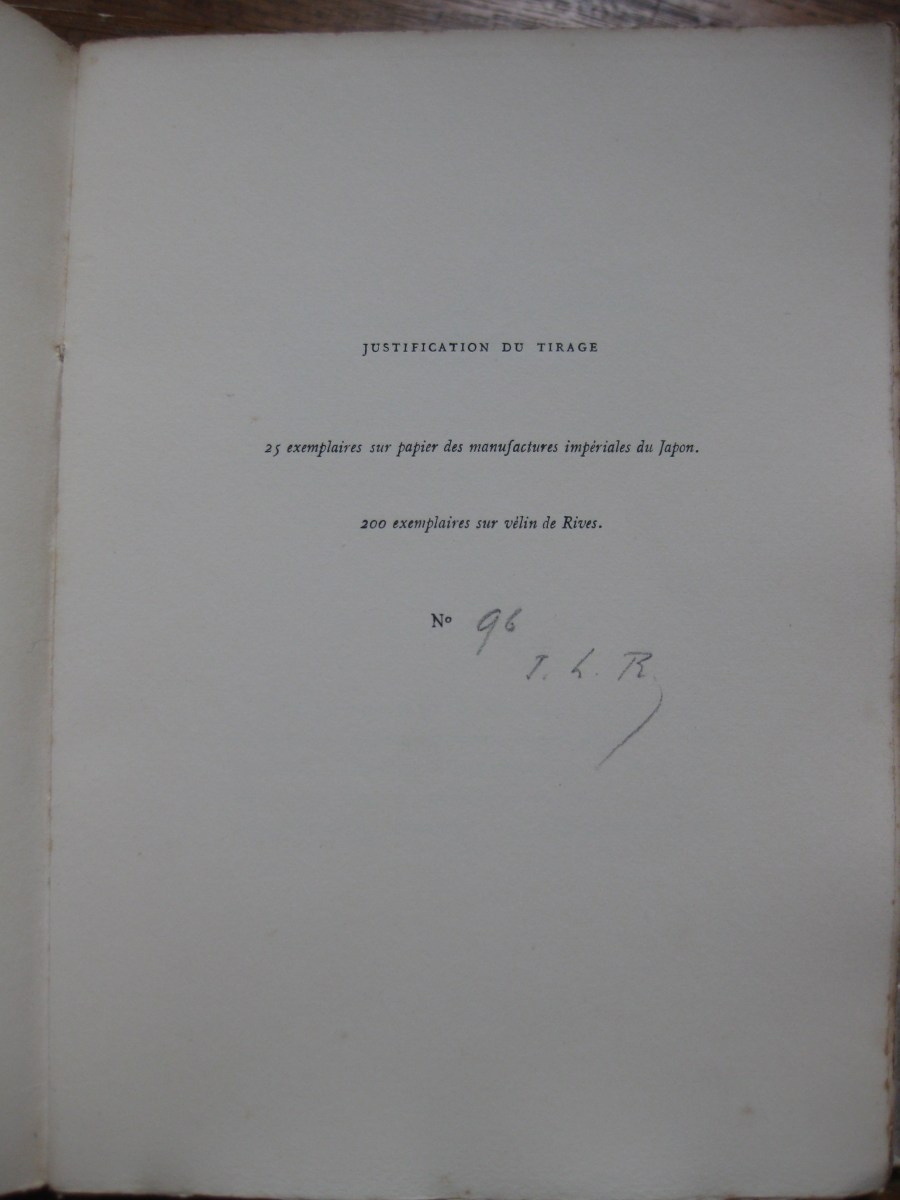 JUSTIFICATION DU TIRAGE
25 exemplaires sur papier des manufactures impériales du Japon.
200 exemplaires sur vélin de Rives.
Nº 96
J. L. R.